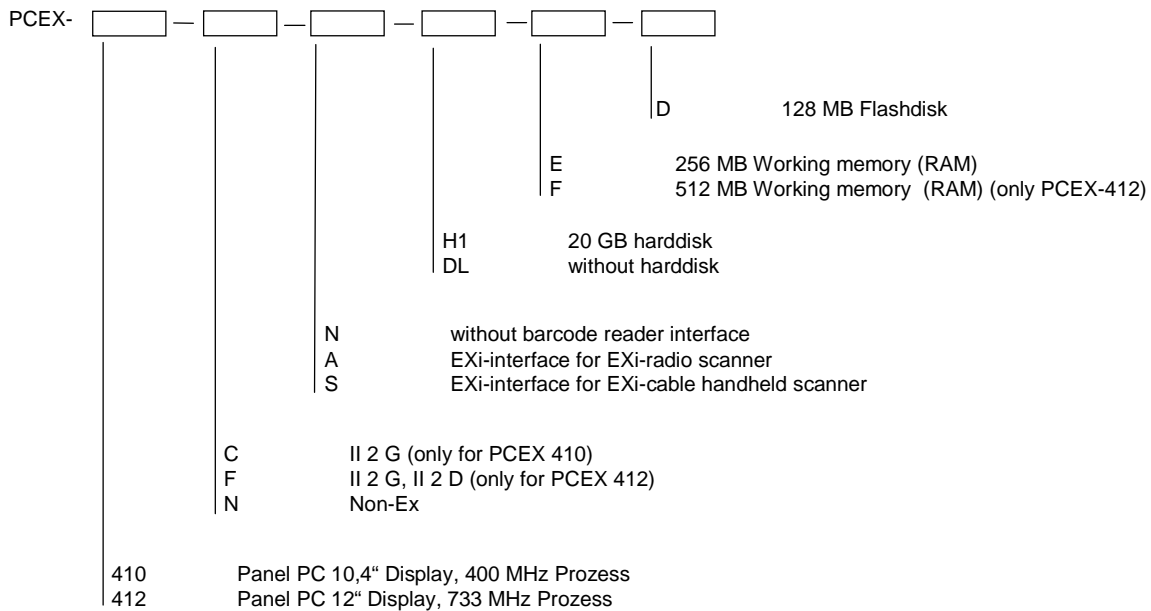 PCEX- — — — — —
D 128 MB Flashdisk
E 256 MB Working memory (RAM)
F 512 MB Working memory (RAM) (only PCEX-412)
H1 20 GB harddisk
DL without harddisk
N without barcode reader interface
A EXi-interface for EXi-radio scanner
S EXi-interface for EXi-cable handheld scanner
C II 2 G (only for PCEX 410)
F II 2 G, II 2 D (only for PCEX 412)
N Non-Ex
410 Panel PC 10,4“ Display, 400 MHz Prozess
412 Panel PC 12“ Display, 733 MHz Prozess